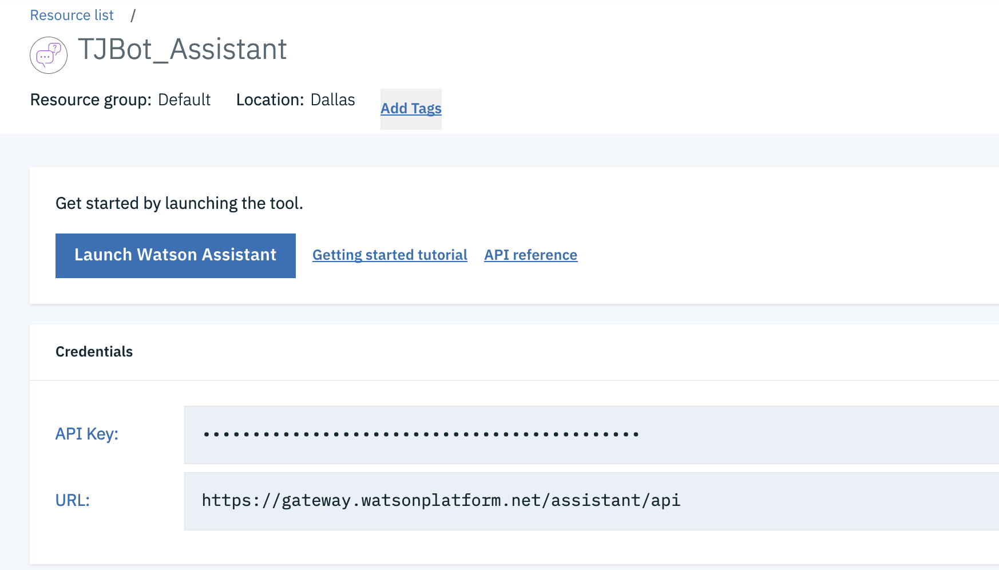 Resource list /
TJBot_Assistant
Resource group: Default Location: Dallas Add Tags
Get started by launching the tool.
Launch Watson Assistant Getting started tutorial API reference
Credentials
API Key: ••••••••••••••••••••••••••••••••••••••••••••
URL: https://gateway.watsonplatform.net/assistant/api